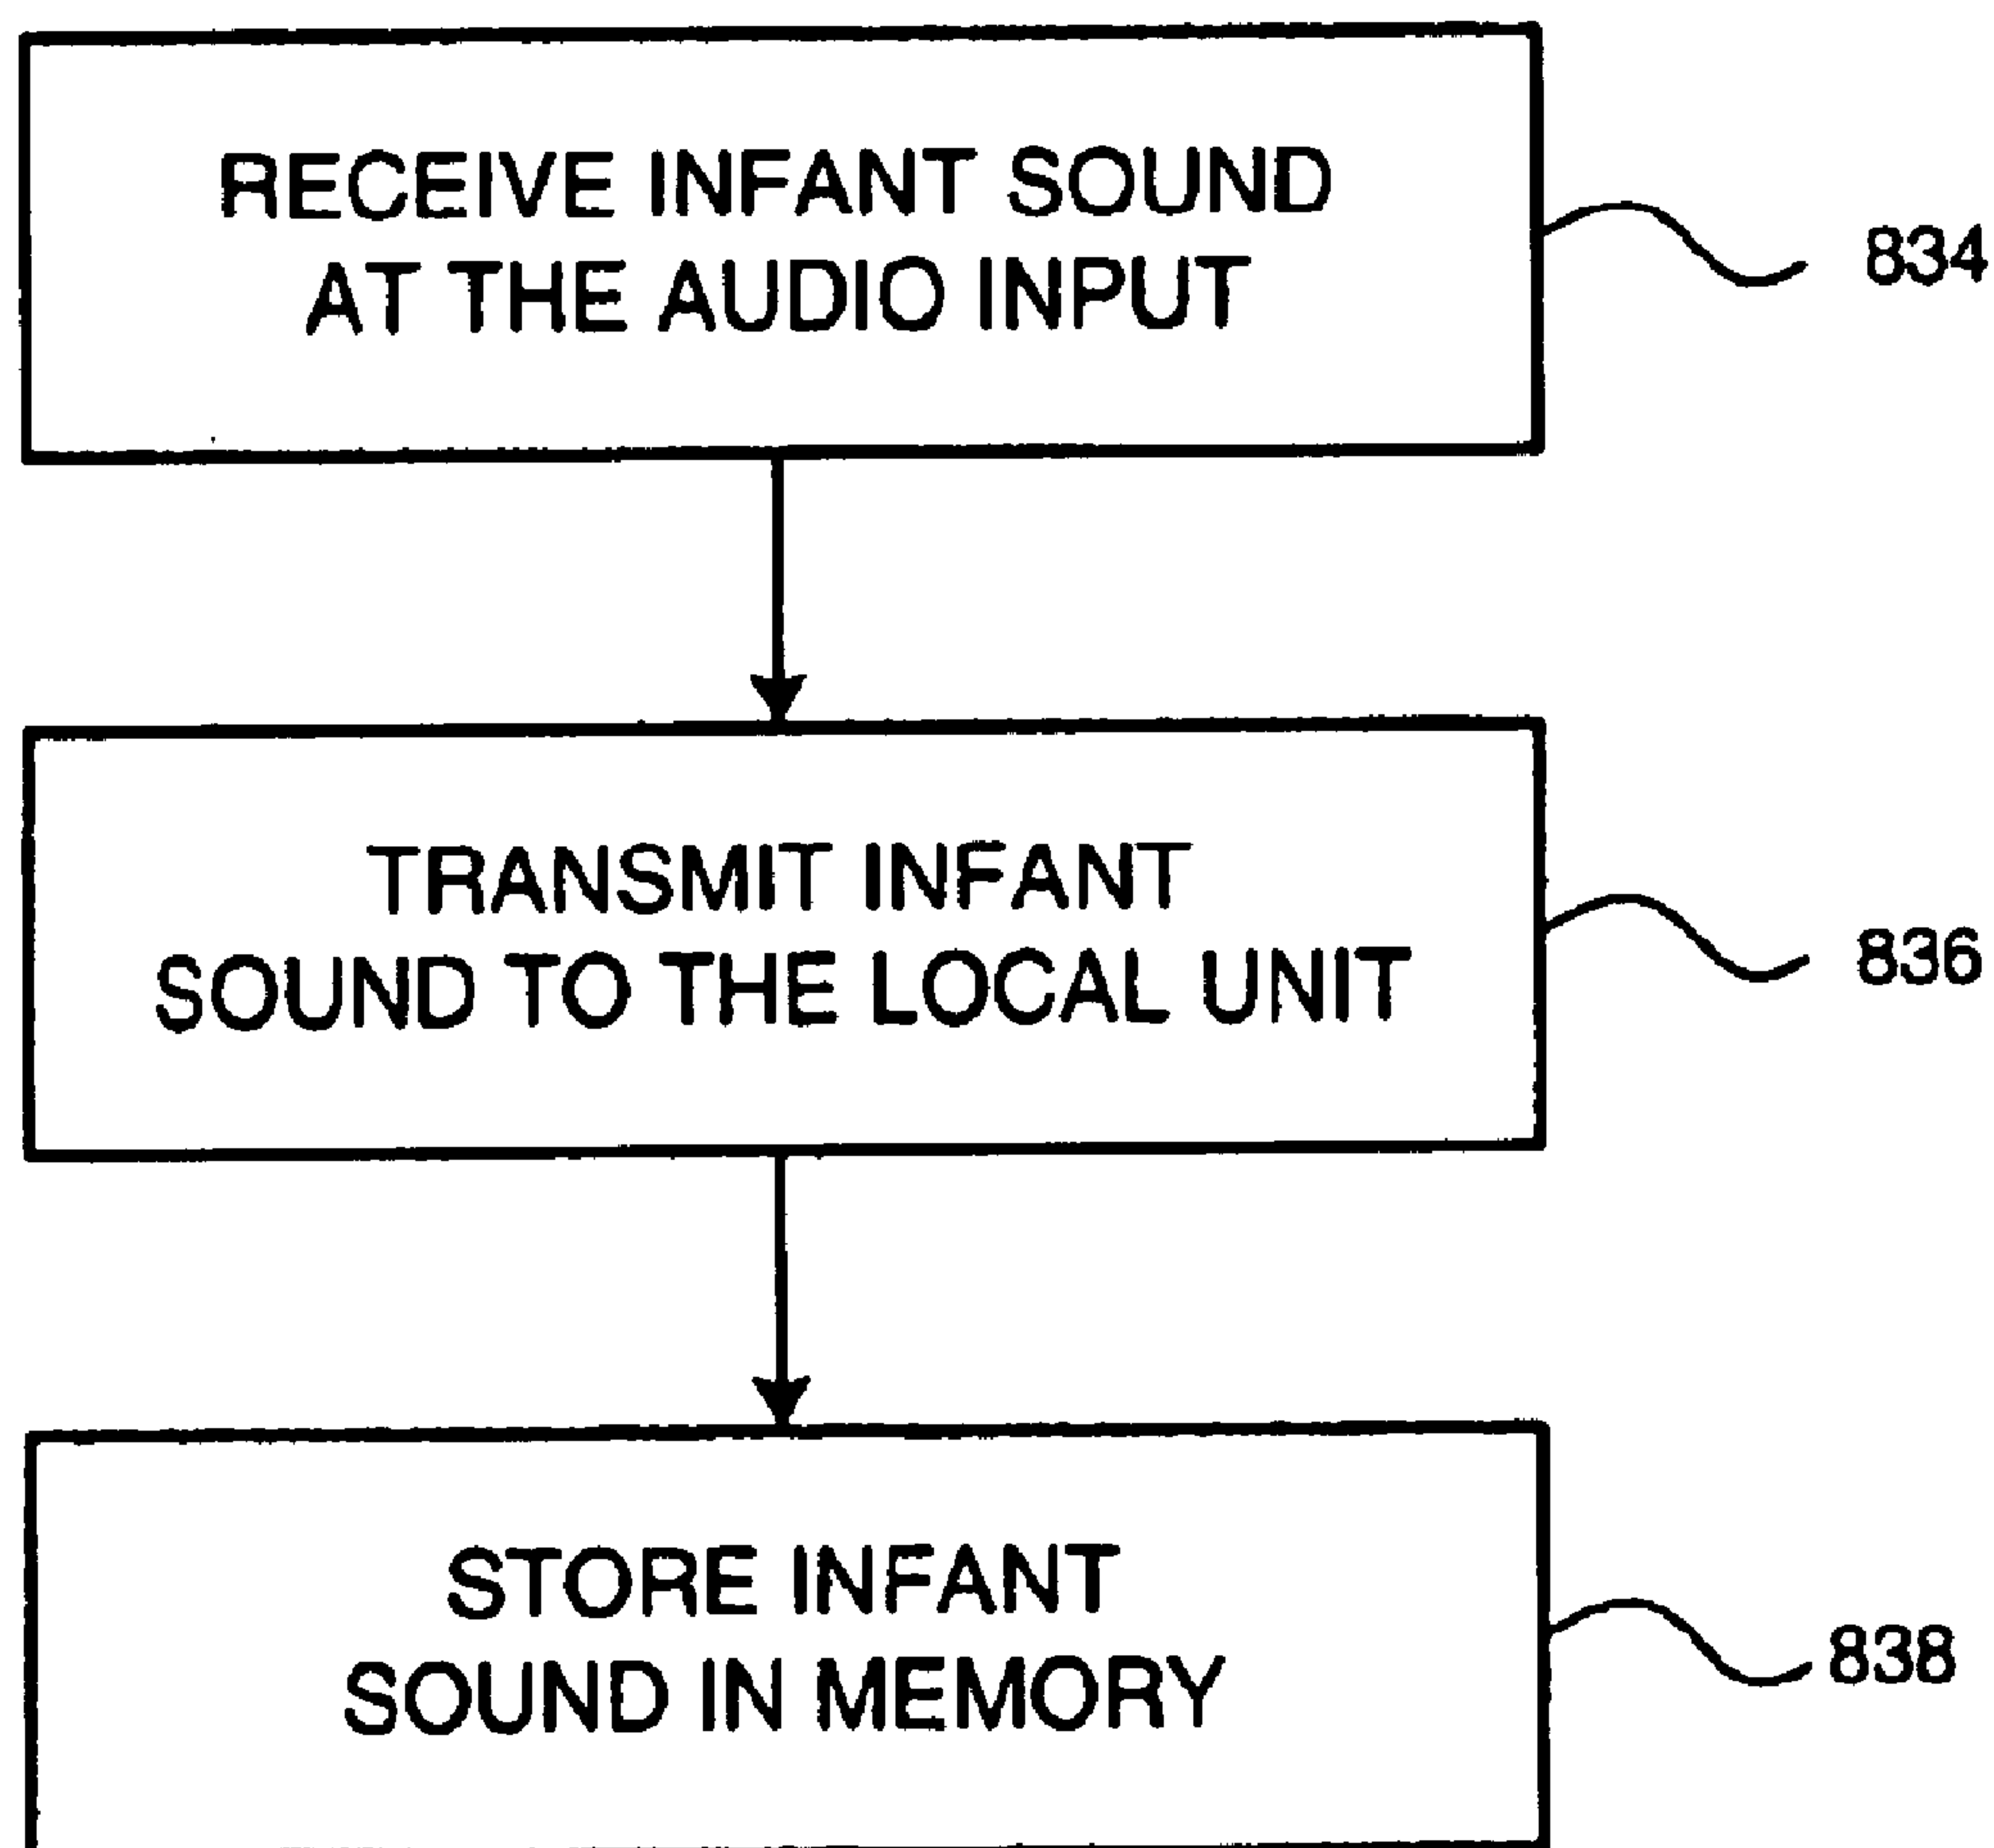 RECEIVE INFANT SOUND
AT THE AUDIO INPUT
834
TRANSMIT INFANT
SOUND TO THE LOCAL UNIT
836
STORE INFANT
SOUND IN MEMORY
838